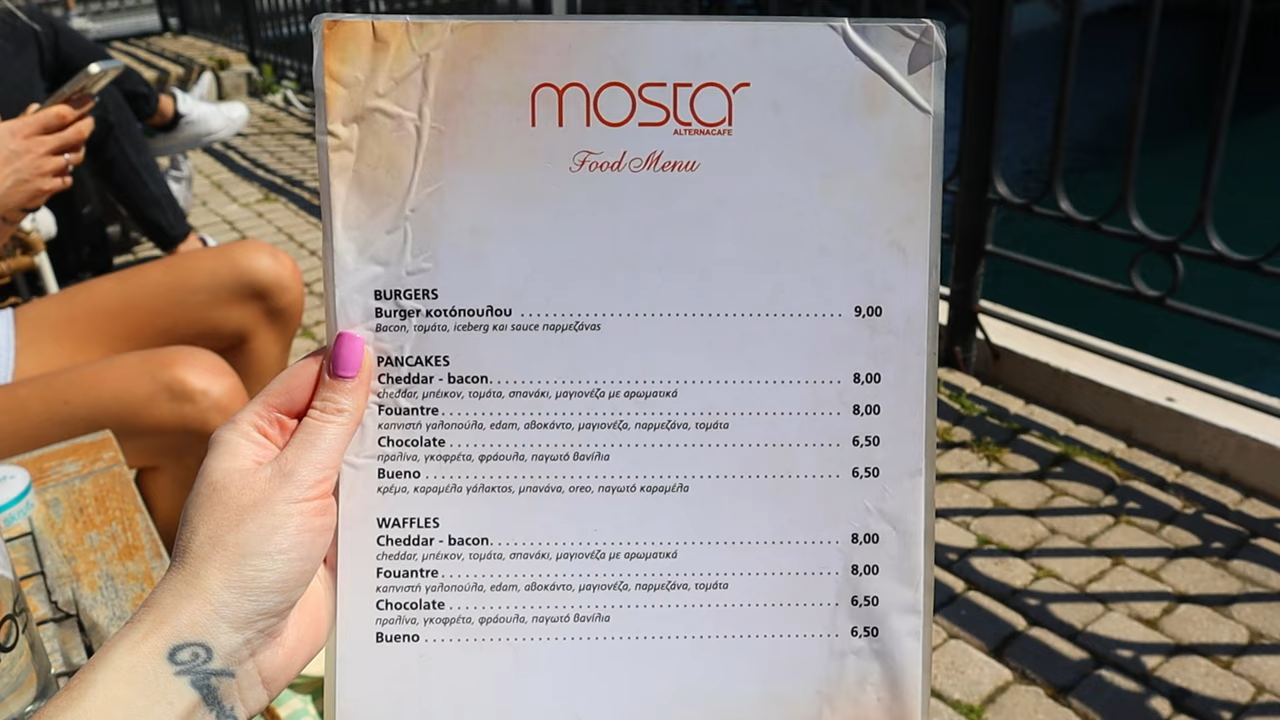 mostar
ALTERNACAFE
Food Menu
BURGERS
Burger κοτόπουλου ........ 9,00
Bacon, τομάτα, iceberg και sauce παρμεζάνας
PANCAKES
Cheddar - bacon ........ 8,00
cheddar, μπέικον, τομάτα, σπανάκι, μαγιονέζα με αρωματικά
Fouantre ........ 8,00
καπνιστή γαλοπούλα, edam, αβοκάντο, μαγιονέζα, παρμεζάνα, τομάτα
Chocolate ........ 6,50
πραλίνα, γκοφρέτα, φράουλα, παγωτό βανίλια
Bueno ........ 6,50
κρέμα, καραμέλα γάλακτος, μπανάνα, oreo, παγωτό καραμέλα
WAFFLES
Cheddar - bacon ........ 8,00
cheddar, μπέικον, τομάτα, σπανάκι, μαγιονέζα με αρωματικά
Fouantre ........ 8,00
καπνιστή γαλοπούλα, edam, αβοκάντο, μαγιονέζα, παρμεζάνα, τομάτα
Chocolate ........ 6,50
πραλίνα, γκοφρέτα, φράουλα, παγωτό βανίλια
Bueno ........ 6,50